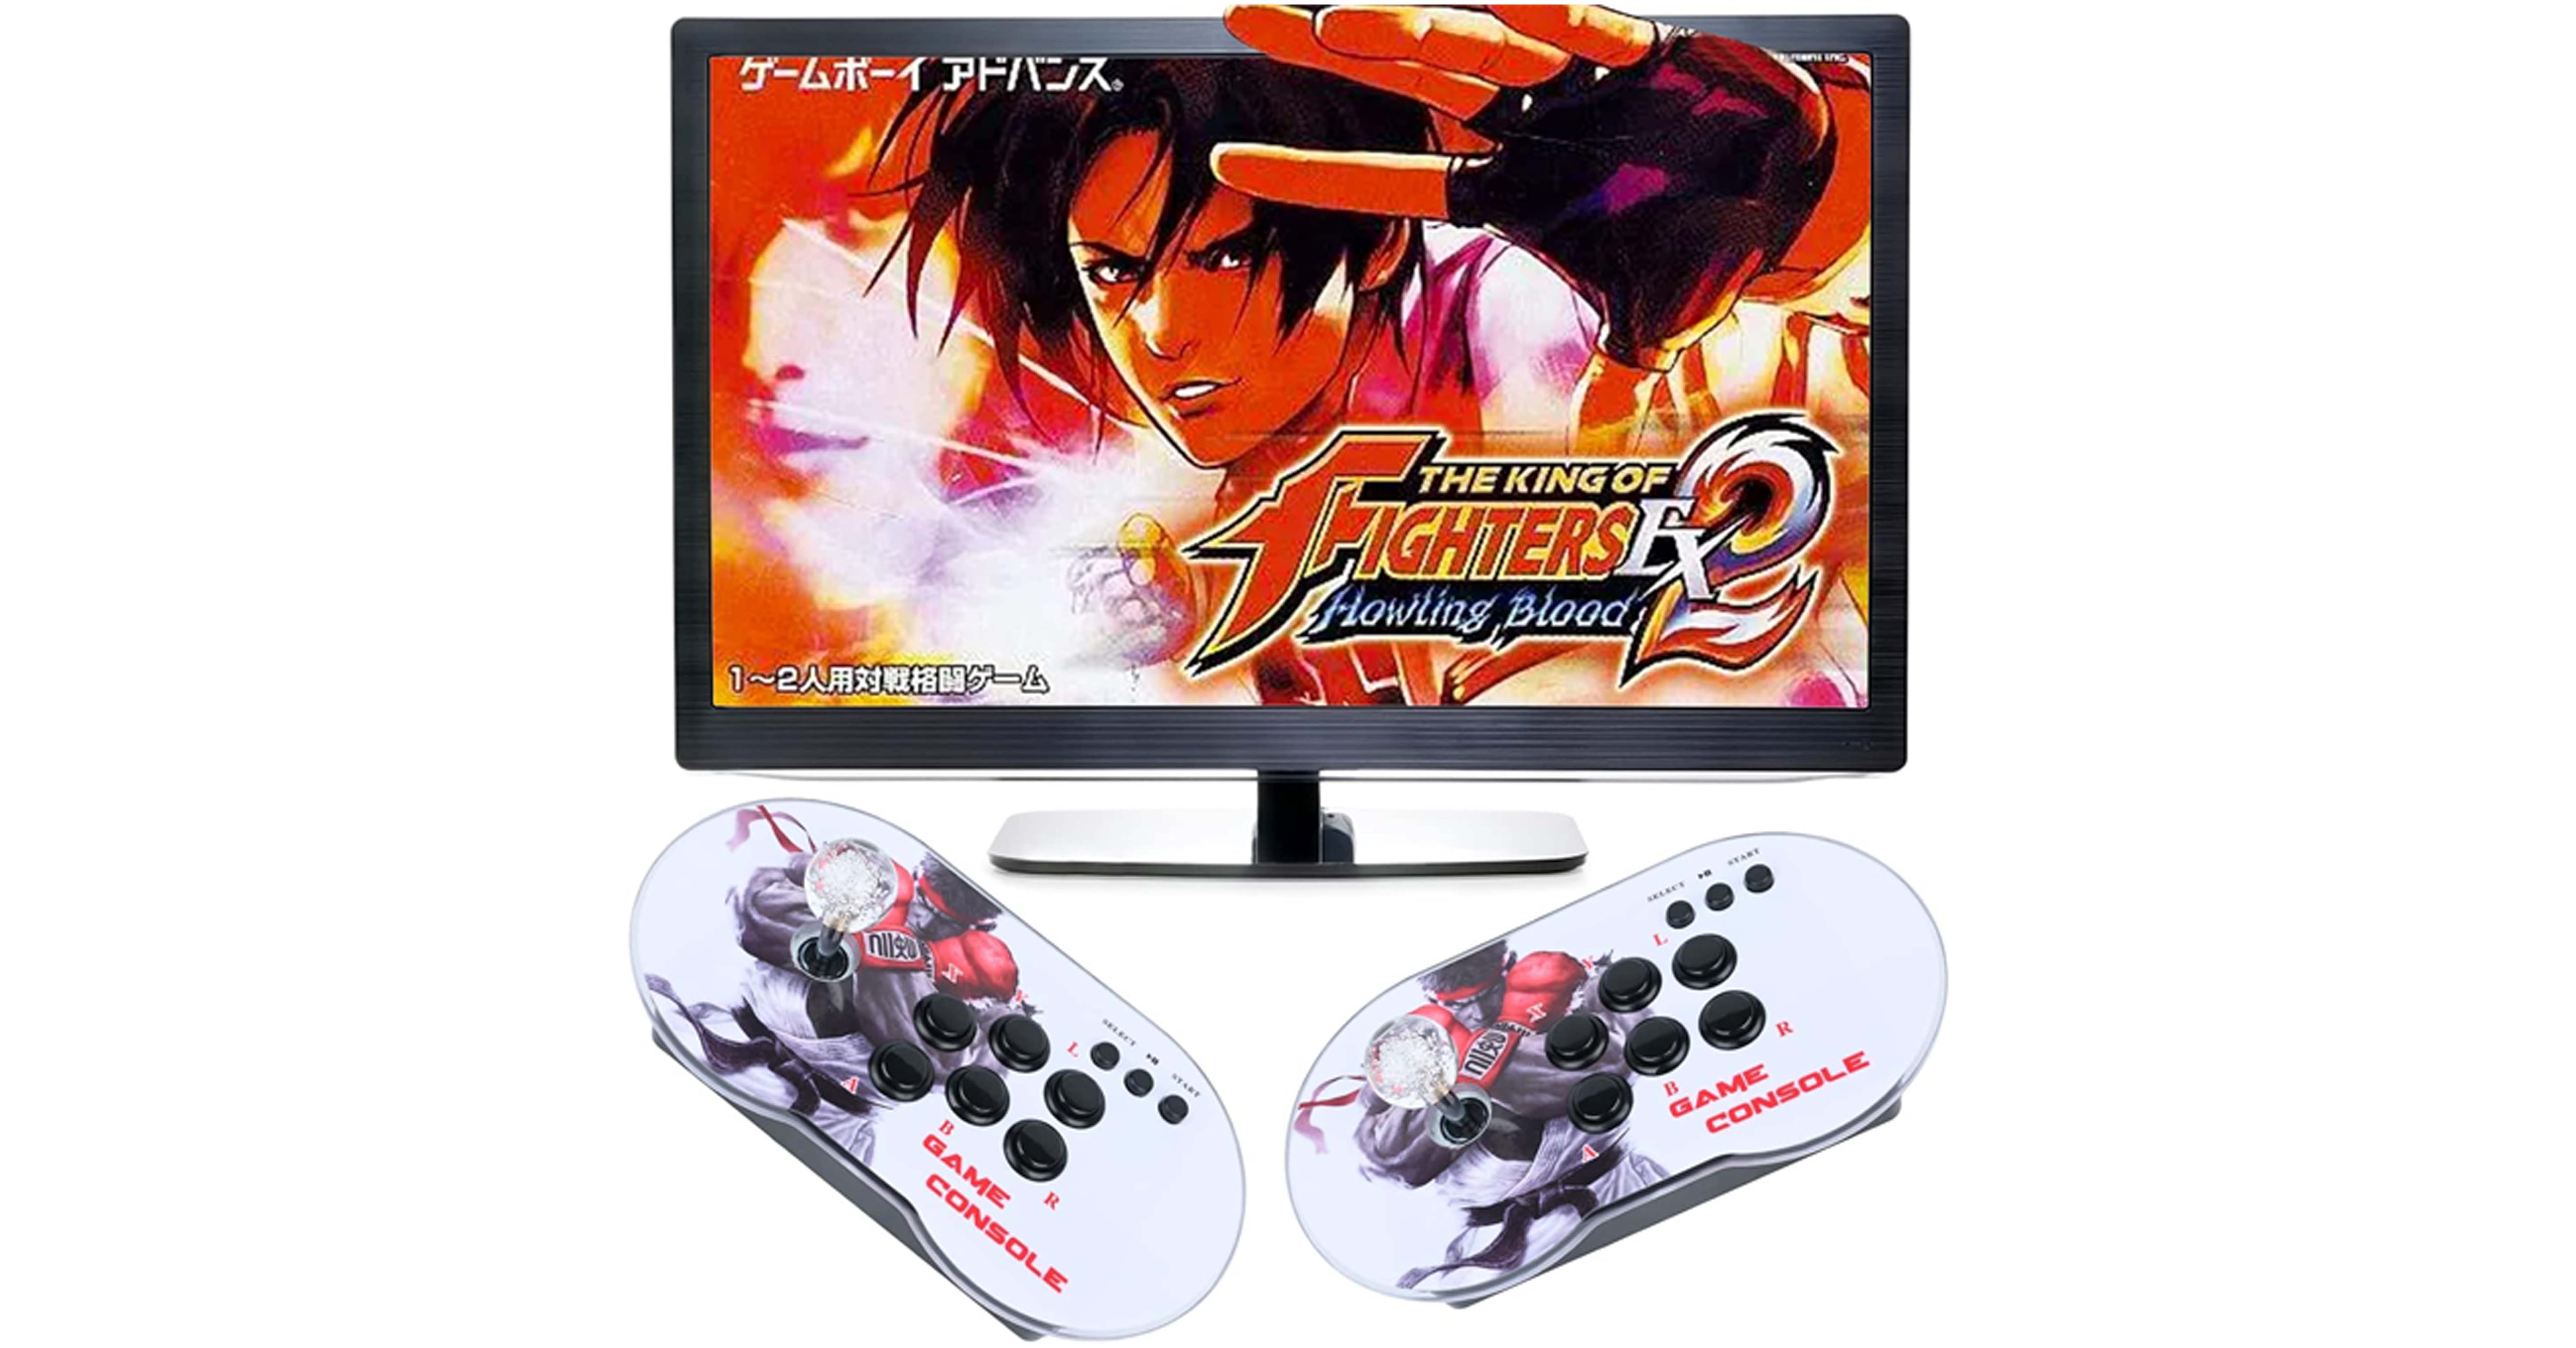 ゲームボーイ アドバンス
THE KING OF
FIGHTERS EX2
Howling Blood
1～2人用対戦格闘ゲーム
SELECT
START
X
Y
L
A
B
R
GAME
CONSOLE
SELECT
START
L
Y
X
R
B
A
GAME
CONSOLE